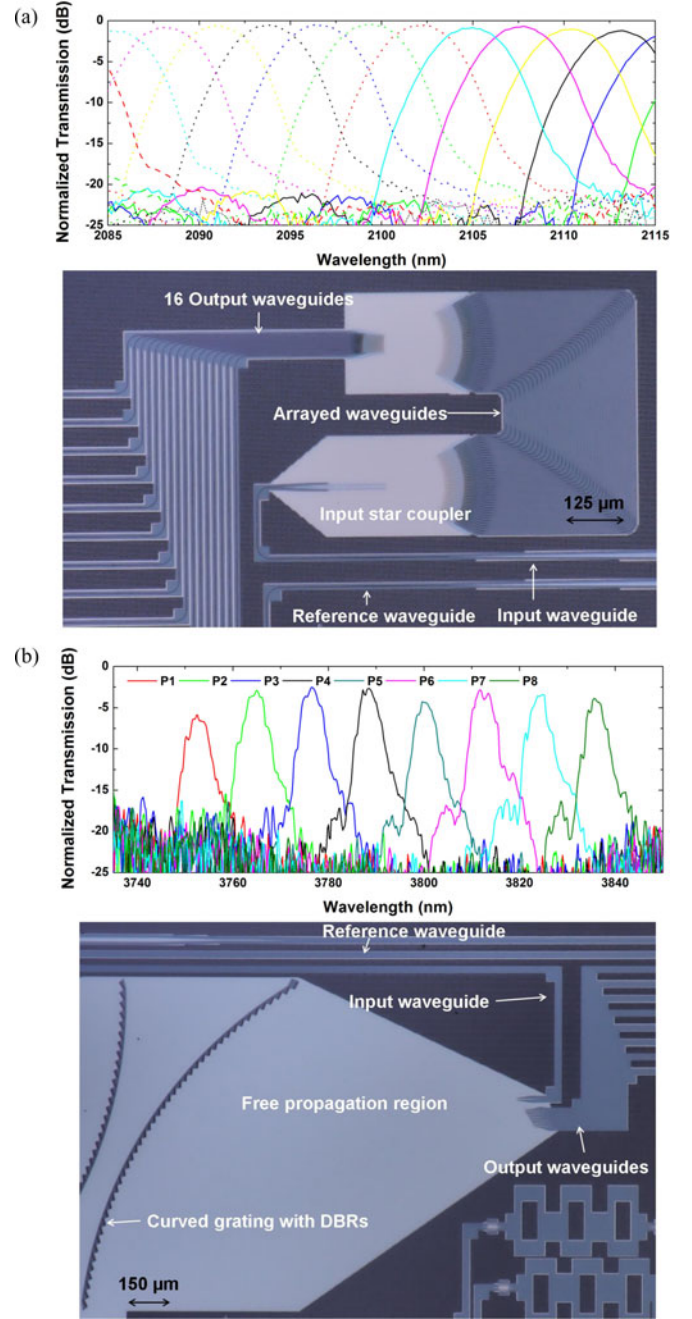 (a)
Normalized Transmission (dB)
0
-5
-10
-15
-20
-25
2085 2090 2095 2100 2105 2110 2115
Wavelength (nm)
16 Output waveguides
Arrayed waveguides
Input star coupler
125 µm
Reference waveguide
Input waveguide
(b)
Normalized Transmission (dB)
0
-5
-10
-15
-20
-25
P1 P2 P3 P4 P5 P6 P7 P8
3740 3760 3780 3800 3820 3840
Wavelength (nm)
Reference waveguide
Input waveguide
Free propagation region
Output waveguides
Curved grating with DBRs
150 µm